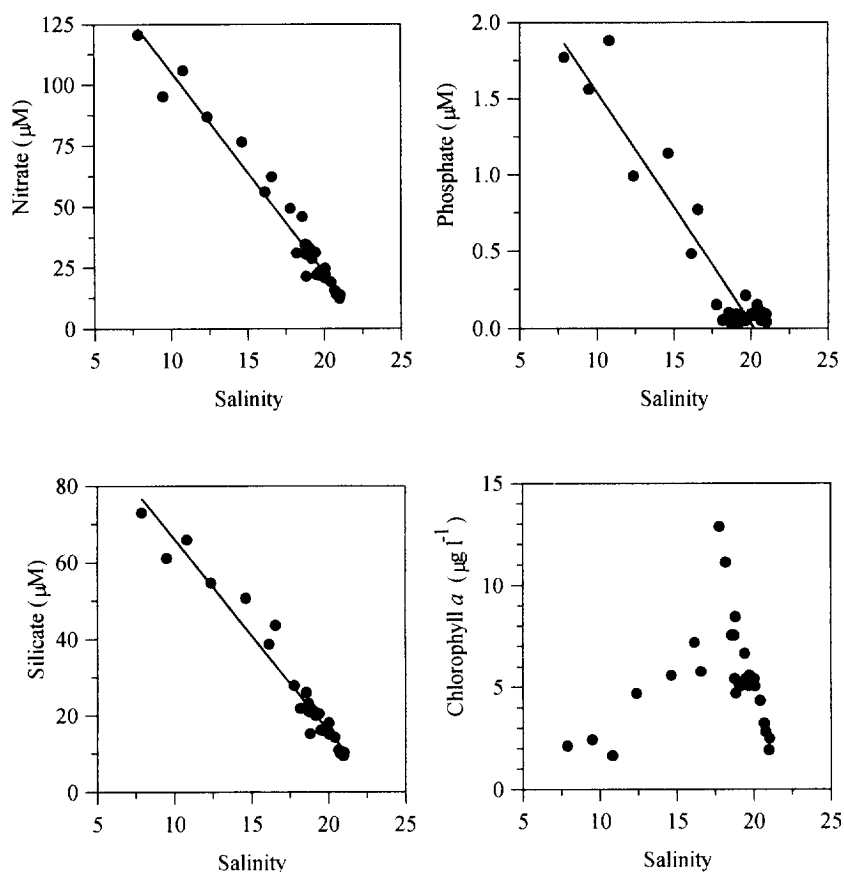 125
100
75
50
25
0
Nitrate (µM)
5 10 15 20 25
Salinity
2.0
1.5
1.0
0.5
0.0
Phosphate (µM)
5 10 15 20 25
Salinity
80
60
40
20
0
Silicate (µM)
5 10 15 20 25
Salinity
15
10
5
0
Chlorophyll a (µg l⁻¹)
5 10 15 20 25
Salinity